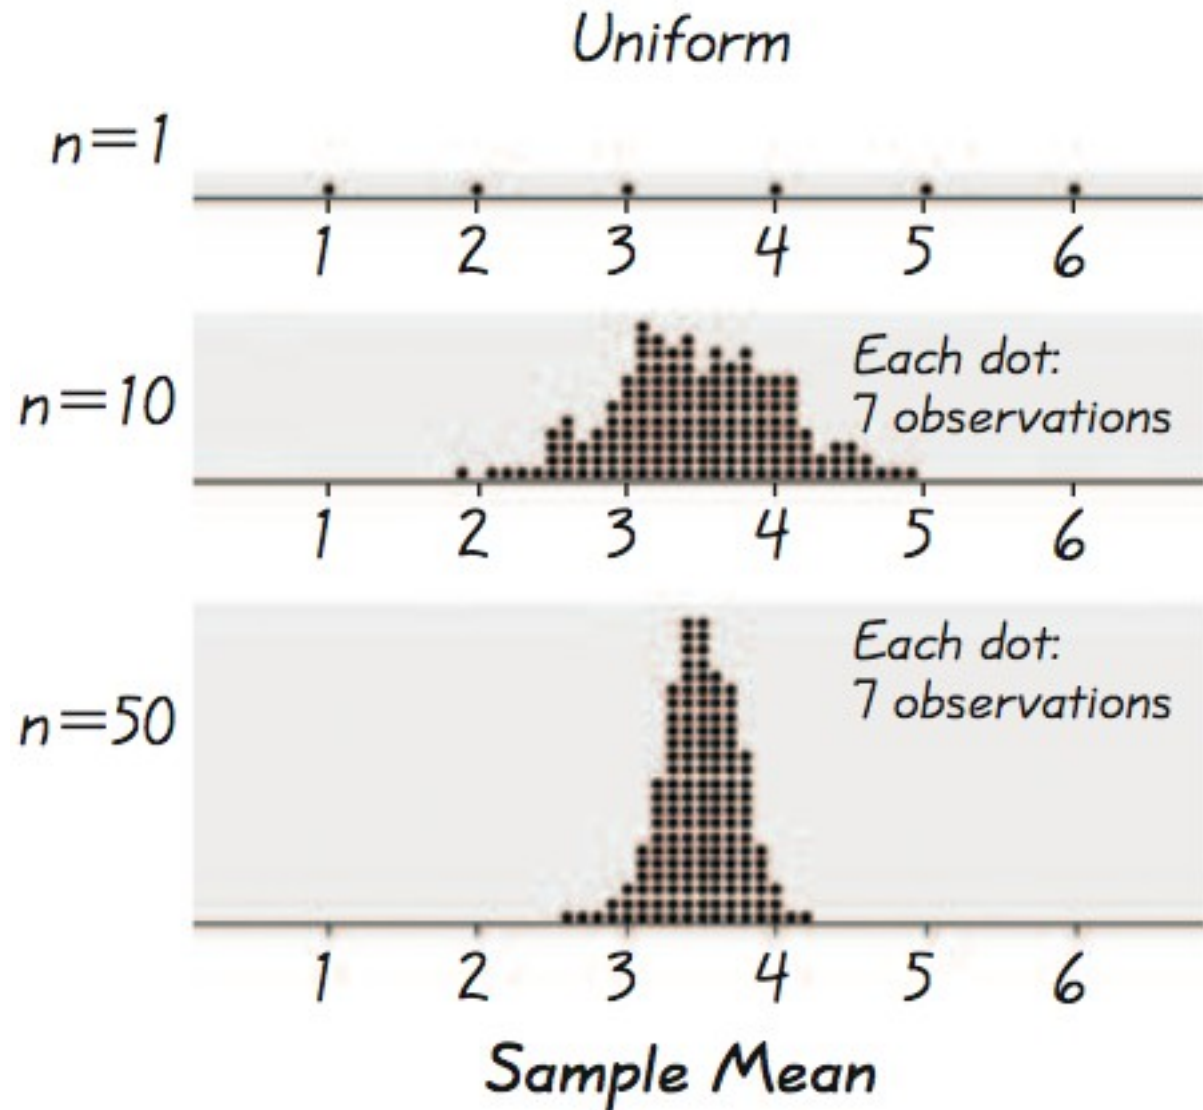 Uniform
n=1
1 2 3 4 5 6
n=10
Each dot:
7 observations
1 2 3 4 5 6
n=50
Each dot:
7 observations
1 2 3 4 5 6
Sample Mean